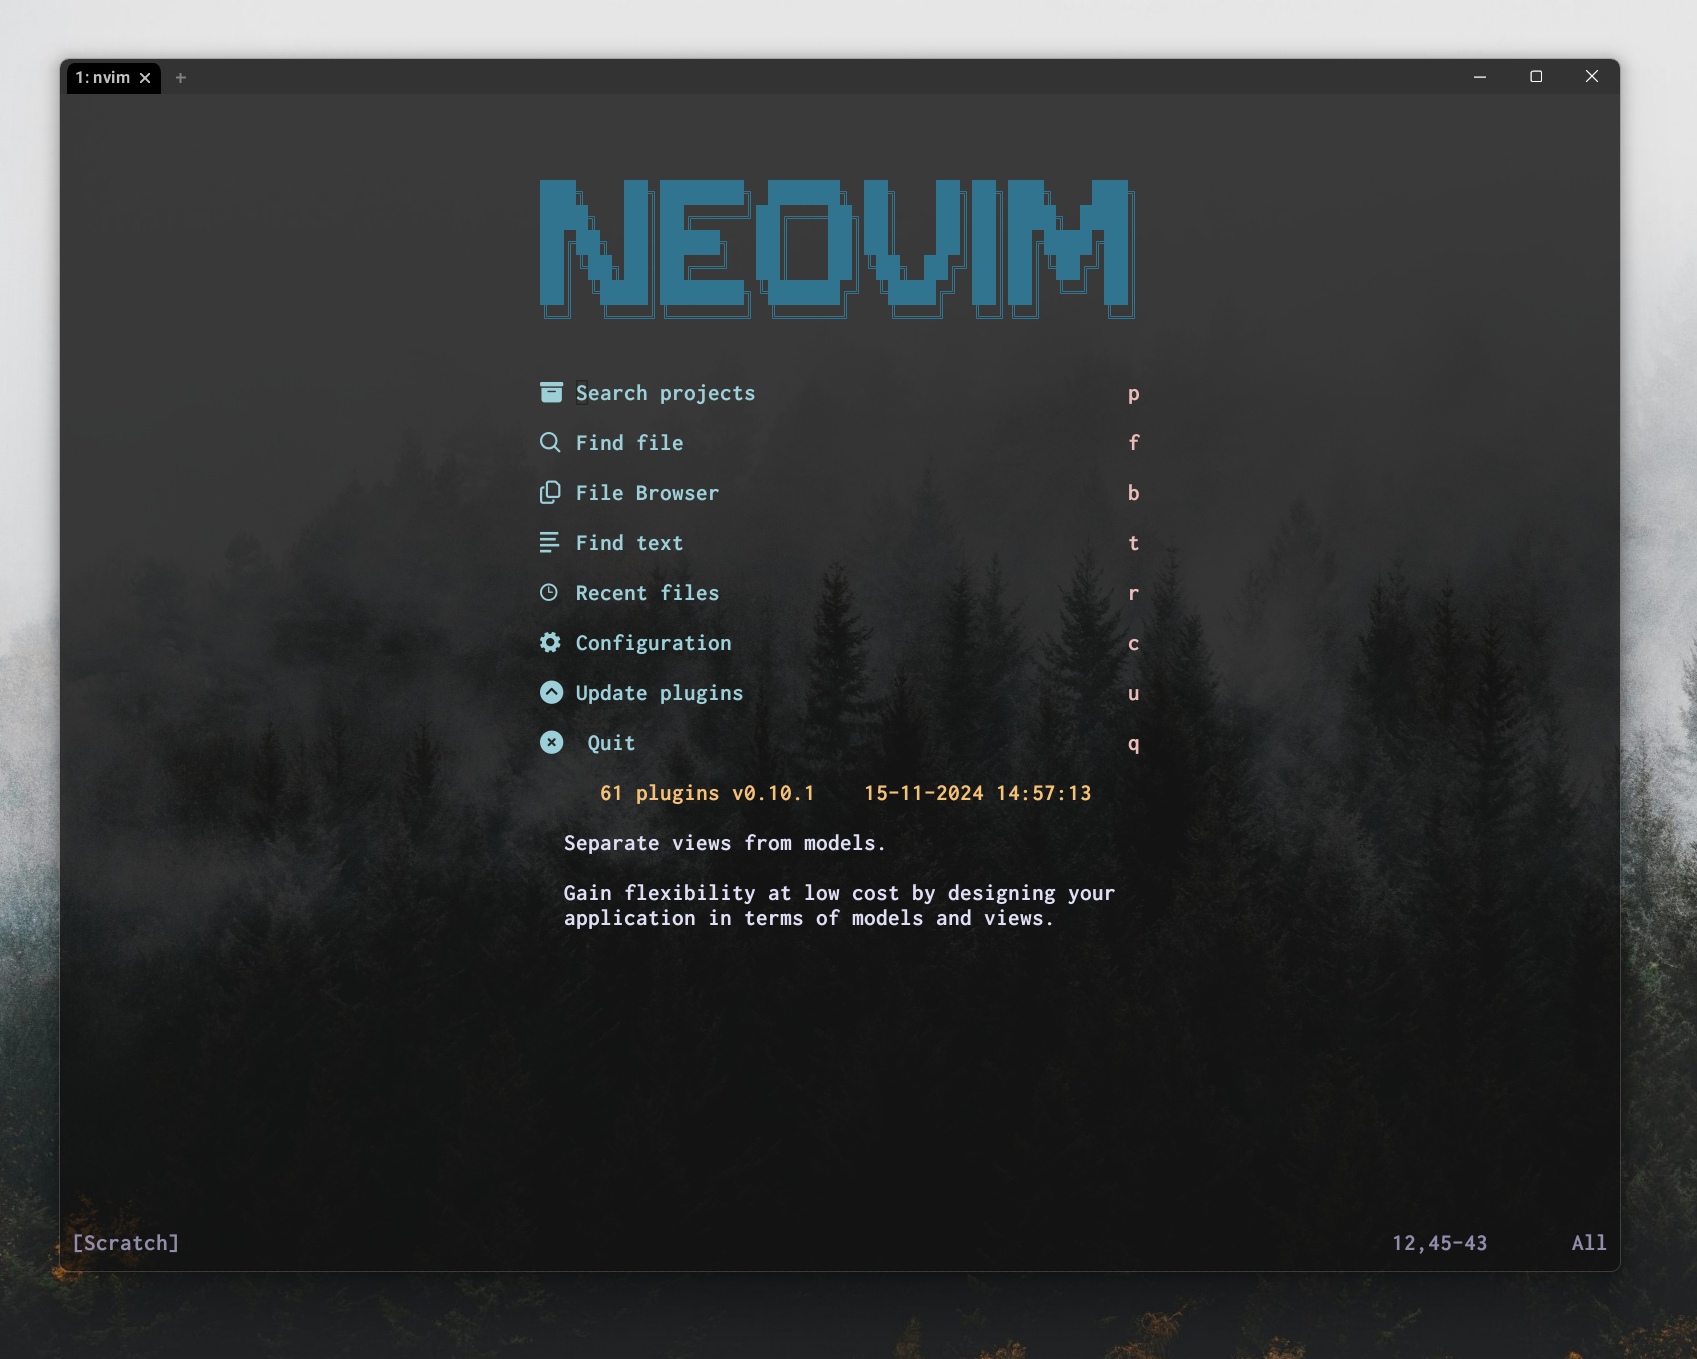 1: nvim
NEOVIM
Search projects p
Find file f
File Browser b
Find text t
Recent files r
Configuration c
Update plugins u
Quit q
61 plugins v0.10.1 15-11-2024 14:57:13
Separate views from models.
Gain flexibility at low cost by designing your
application in terms of models and views.
[Scratch] 12,45-43 All